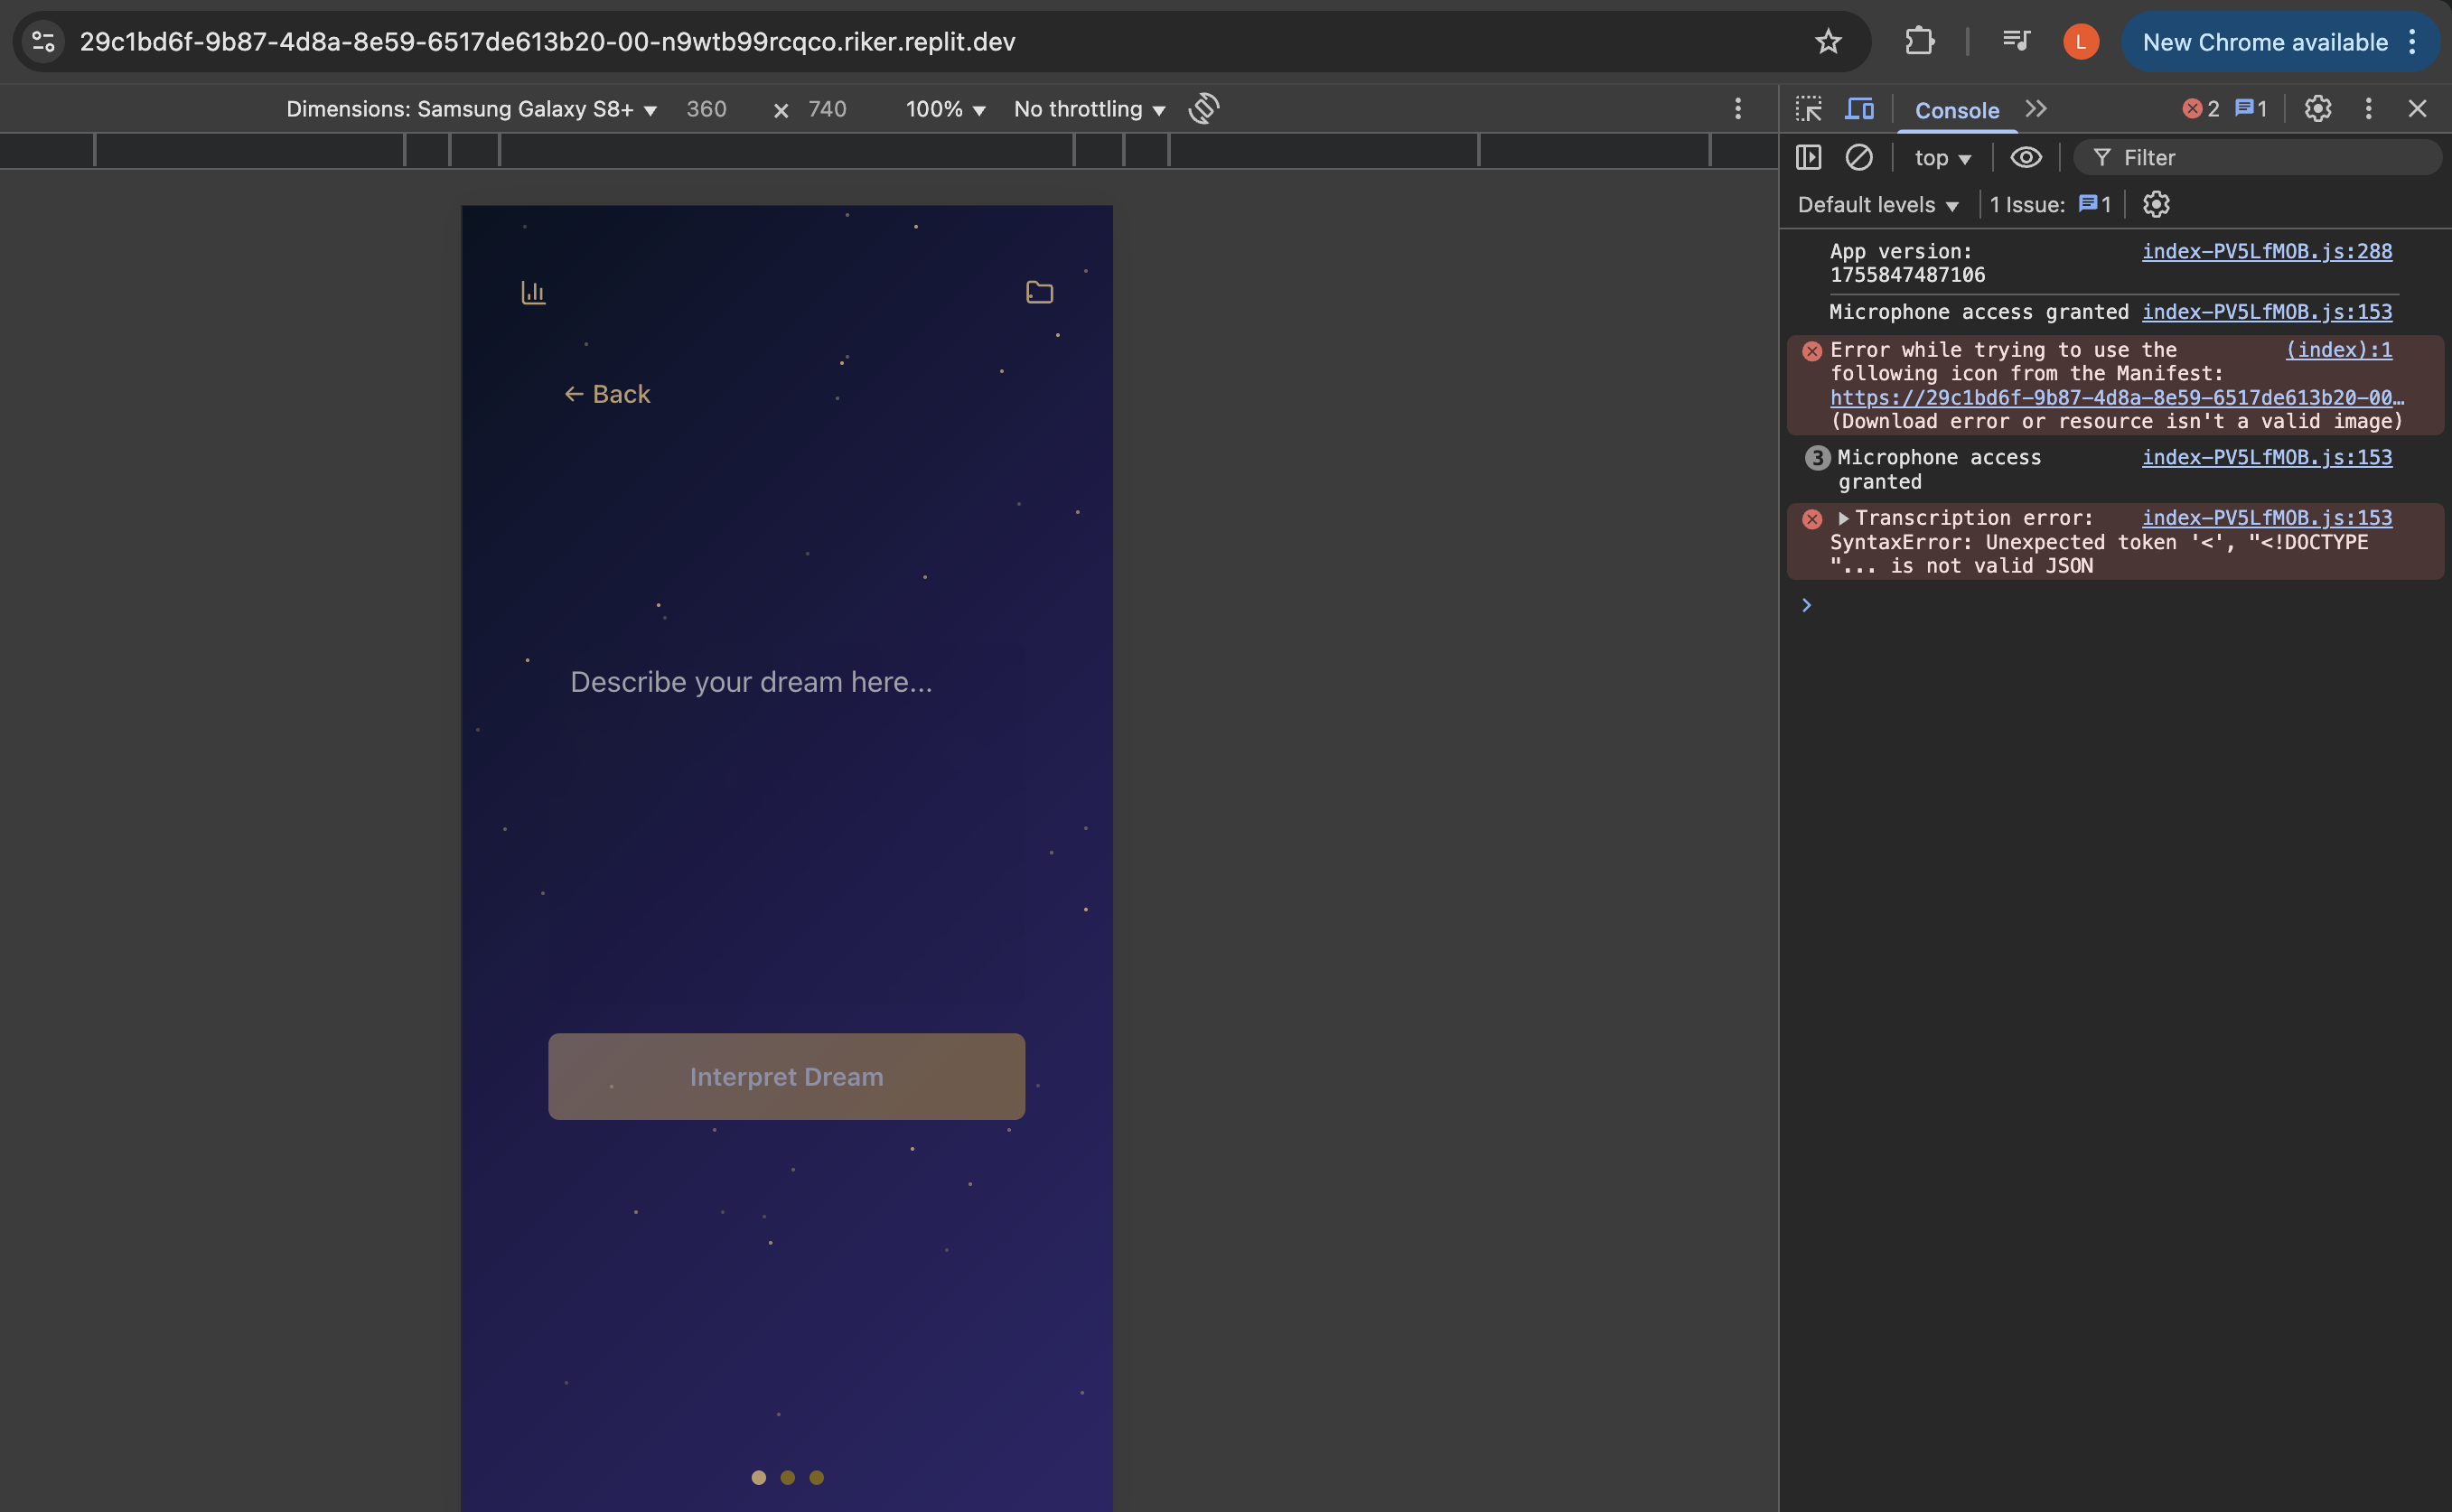 29c1bd6f-9b87-4d8a-8e59-6517de613b20-00-n9wtb99rcqco.riker.replit.dev
L
New Chrome available
Dimensions: Samsung Galaxy S8+ 360 x 740 100% No throttling
Console 2 1
top Filter
Default levels 1 Issue: 1
← Back
Describe your dream here...
Interpret Dream
App version: index-PV5LfMOB.js:288
1755847487106
Microphone access granted index-PV5LfMOB.js:153
Error while trying to use the (index):1
following icon from the Manifest:
https://29c1bd6f-9b87-4d8a-8e59-6517de613b20-00…
(Download error or resource isn't a valid image)
3 Microphone access index-PV5LfMOB.js:153
granted
Transcription error: index-PV5LfMOB.js:153
SyntaxError: Unexpected token '<', "<!DOCTYPE
"... is not valid JSON